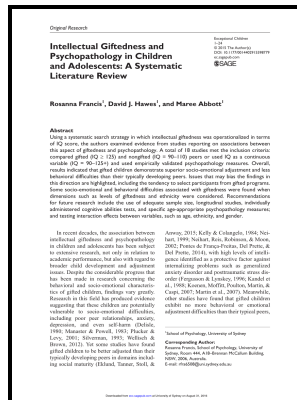 Original Research
Intellectual Giftedness and
Psychopathology in Children
and Adolescents: A Systematic
Literature Review
Exceptional Children
1–24
© 2015 The Author(s)
DOI: 10.1177/0014402915598779
ec.sagepub.com
SAGE
Rosanna Francis¹, David J. Hawes¹, and Maree Abbott¹
Abstract
Using a systematic search strategy in which intellectual giftedness was operationalized in terms
of IQ score, the authors examined evidence from studies reporting on associations between
this aspect of giftedness and psychopathology. A total of 18 studies met the inclusion criteria:
compared gifted (IQ ≥ 125) and nongifted (IQ = 90–110) peers or used IQ as a continuous
variable (IQ = 90–125+) and used empirically validated psychopathology measures. Overall,
results indicated that gifted children demonstrate superior socio-emotional adjustment and less
behavioral difficulties than their typically developing peers. Issues that may bias the findings in
this direction are highlighted, including the tendency to select participants from gifted programs.
Some socio-emotional and behavioral difficulties associated with giftedness were found when
dimensions such as levels of giftedness and ethnicity were considered. Recommendations
for future research include the use of adequate sample sizes, longitudinal studies, individually
administered cognitive abilities tests, and specific age-appropriate psychopathology measures
and testing interaction effects between variables, such as age, ethnicity, and gender.
In recent decades, the association between
intellectual giftedness and psychopathology
in children and adolescents has been subject
to extensive research, not only in relation to
academic performance, but also with regard to
broader child development and adjustment
issues. Despite the considerable progress that
has been made in research concerning the
behavioral and socio-emotional characteris-
tics of gifted children, findings vary greatly.
Research in this field has produced evidence
suggesting that these children are potentially
vulnerable to social-emotional difficulties,
including poor peer relationships, anxiety,
depression, and even self-harm (Delisle,
1980; Manaster & Powell, 1983; Plucker &
Levy, 2001; Silverman, 1993; Wellisch &
Brown, 2012). Yet some studies have found
gifted children to be better adjusted than their
typically developing peers in domains includ-
ing social maturity (Eklund, Tanner, Stoll, &
Anway, 2015; Kelly & Colangelo, 1984; Nei-
hart, 1999; Neihart, Reis, Robinson, & Moon,
2002; Pontes de França-Freitas, Del Prette, &
Del Prette, 2014), with high levels of intelli-
gence identified as a protective factor against
internalizing problems such as generalized
anxiety disorder and posttraumatic stress dis-
order (Ferguson & Lynskey, 1996; Kandel et
al., 1988; Koenen, Moffitt, Poulton, Martin, &
Caspi, 2007; Martin et al., 2007). Meanwhile,
other studies have found that gifted children
exhibit no more behavioral or emotional
adjustment difficulties than their typical peers,
¹School of Psychology, University of Sydney
Corresponding Author:
Rosanna Francis, School of Psychology, University of
Sydney, Room 444, A18-Brennan McCallum Building,
NSW, 2006, Australia.